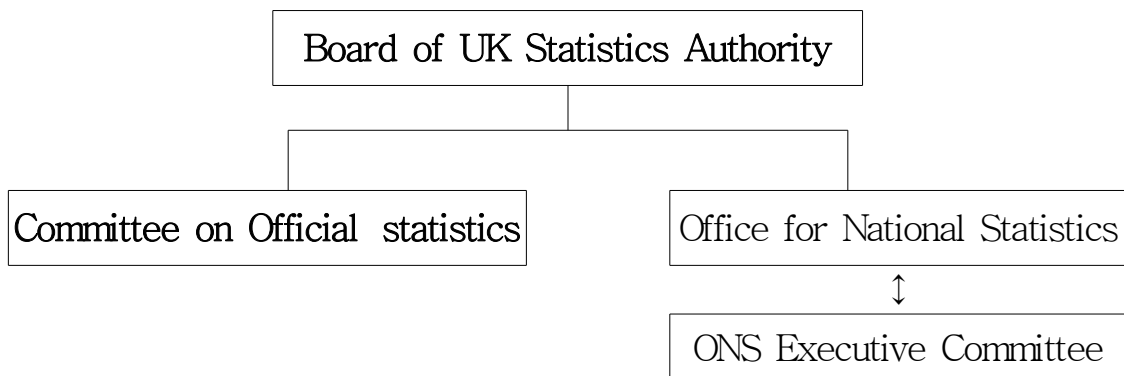 Board of UK Statistics Authority
Committee on Official statistics
Office for National Statistics
↕
ONS Executive Committee